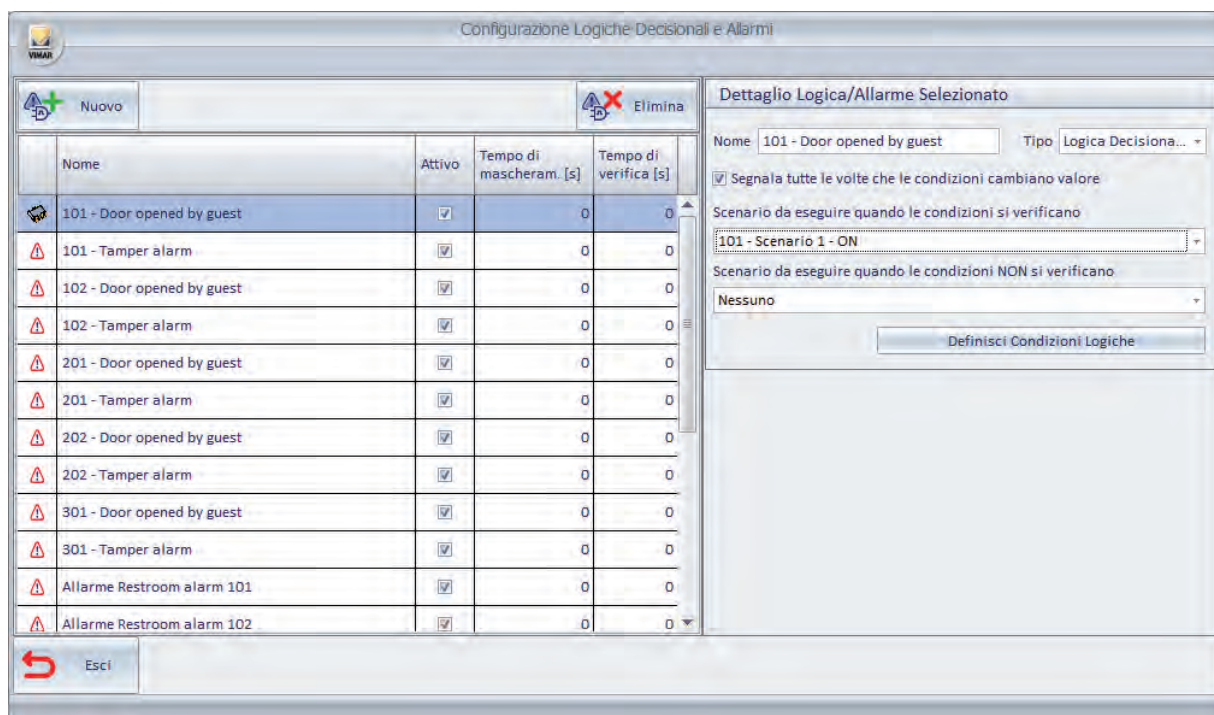 Configurazione Logiche Decisionali e Allarmi
VIMAR
Nuovo
Elimina
Nome Attivo Tempo di mascheram. [s] Tempo di verifica [s]
101 - Door opened by guest 0 0
101 - Tamper alarm 0 0
102 - Door opened by guest 0 0
102 - Tamper alarm 0 0
201 - Door opened by guest 0 0
201 - Tamper alarm 0 0
202 - Door opened by guest 0 0
202 - Tamper alarm 0 0
301 - Door opened by guest 0 0
301 - Tamper alarm 0 0
Allarme Restroom alarm 101 0 0
Allarme Restroom alarm 102 0 0
Dettaglio Logica/Allarme Selezionato
Nome 101 - Door opened by guest Tipo Logica Decisiona...
Segnala tutte le volte che le condizioni cambiano valore
Scenario da eseguire quando le condizioni si verificano
101 - Scenario 1 - ON
Scenario da eseguire quando le condizioni NON si verificano
Nessuno
Definisci Condizioni Logiche
Esci